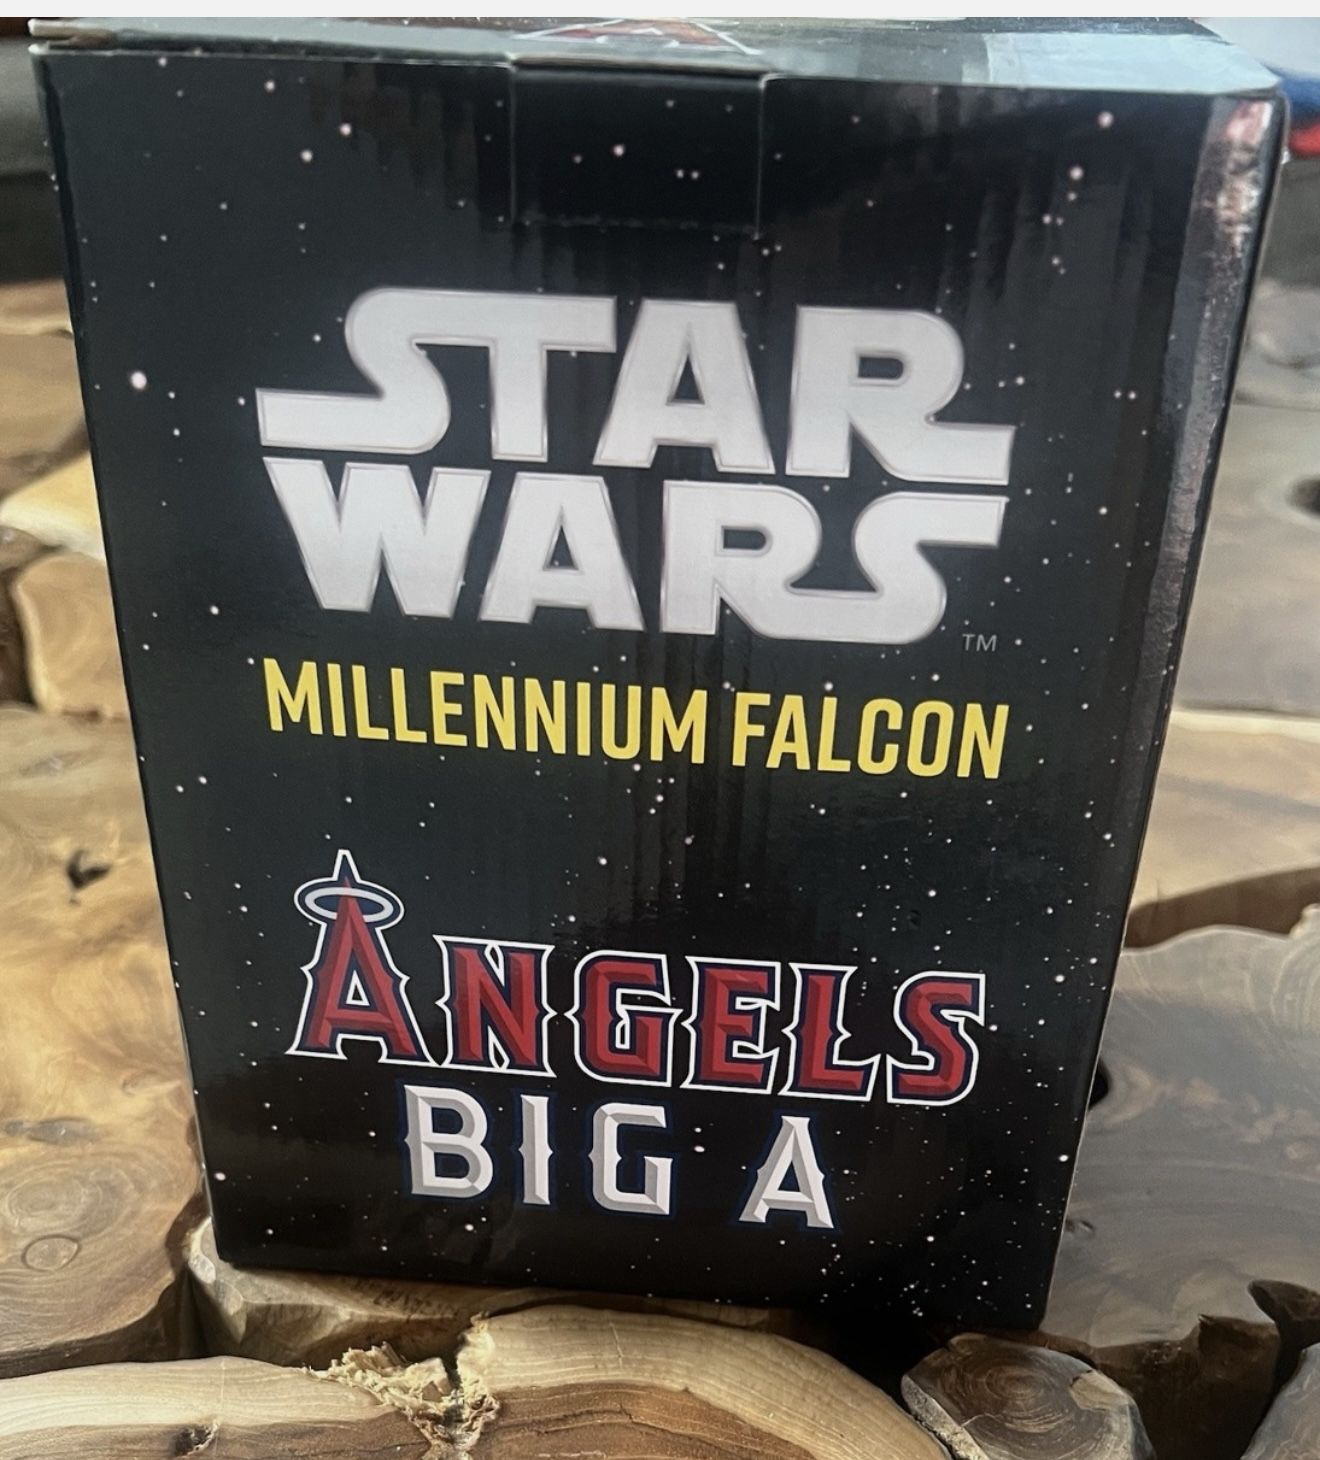 STAR
WARS
TM
MILLENNIUM FALCON
ANGELS
BIG A